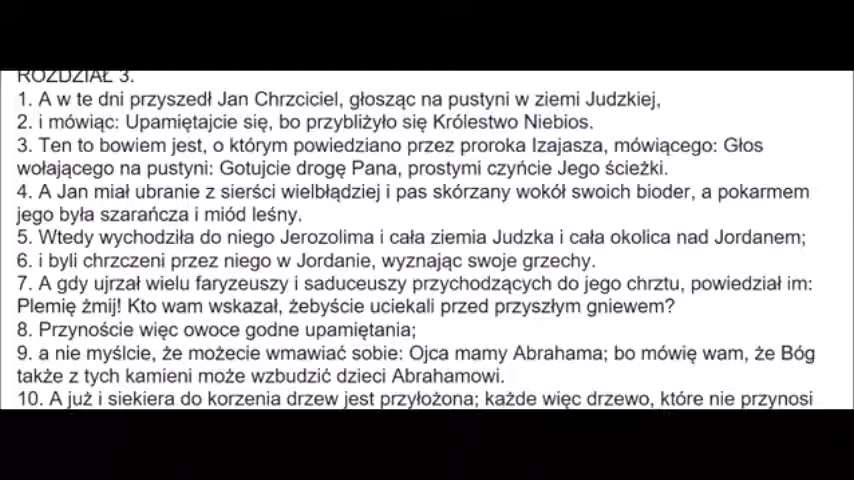 ROZDZIAŁ 3.
1. A w te dni przyszedł Jan Chrzciciel, głosząc na pustyni w ziemi Judzkiej,
2. i mówiąc: Upamiętajcie się, bo przybliżyło się Królestwo Niebios.
3. Ten to bowiem jest, o którym powiedziano przez proroka Izajasza, mówiącego: Głos
wołającego na pustyni: Gotujcie drogę Pana, prostymi czyńcie Jego ścieżki.
4. A Jan miał ubranie z sierści wielbłądziej i pas skórzany wokół swoich bioder, a pokarmem
jego była szarańcza i miód leśny.
5. Wtedy wychodziła do niego Jerozolima i cała ziemia Judzka i cała okolica nad Jordanem;
6. i byli chrzczeni przez niego w Jordanie, wyznając swoje grzechy.
7. A gdy ujrzał wielu faryzeuszy i saduceuszy przychodzących do jego chrztu, powiedział im:
Plemię żmij! Kto wam wskazał, żebyście uciekali przed przyszłym gniewem?
8. Przynoście więc owoce godne upamiętania;
9. a nie myślcie, że możecie wmawiać sobie: Ojca mamy Abrahama; bo mówię wam, że Bóg
także z tych kamieni może wzbudzić dzieci Abrahamowi.
10. A już i siekiera do korzenia drzew jest przyłożona; każde więc drzewo, które nie przynosi